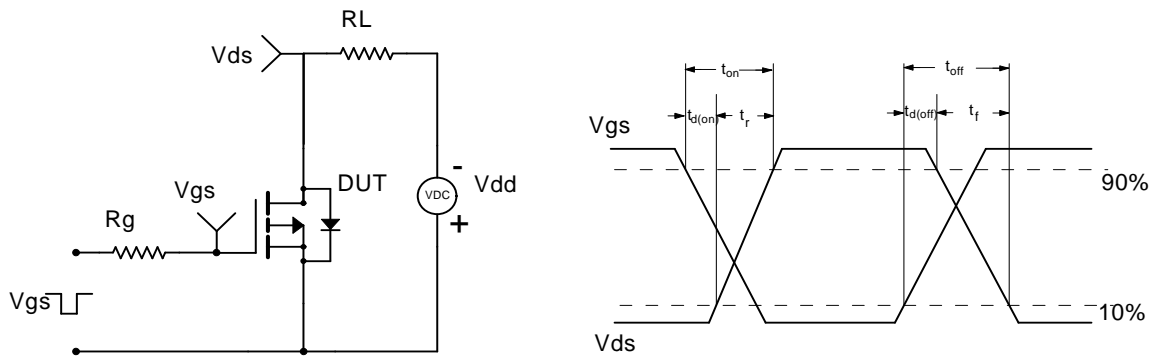 RL
Vds
Vgs
DUT
VDC
-
+
Vdd
Rg
Vgs
ton
toff
td(on)
tr
td(off)
tf
Vgs
90%
10%
Vds